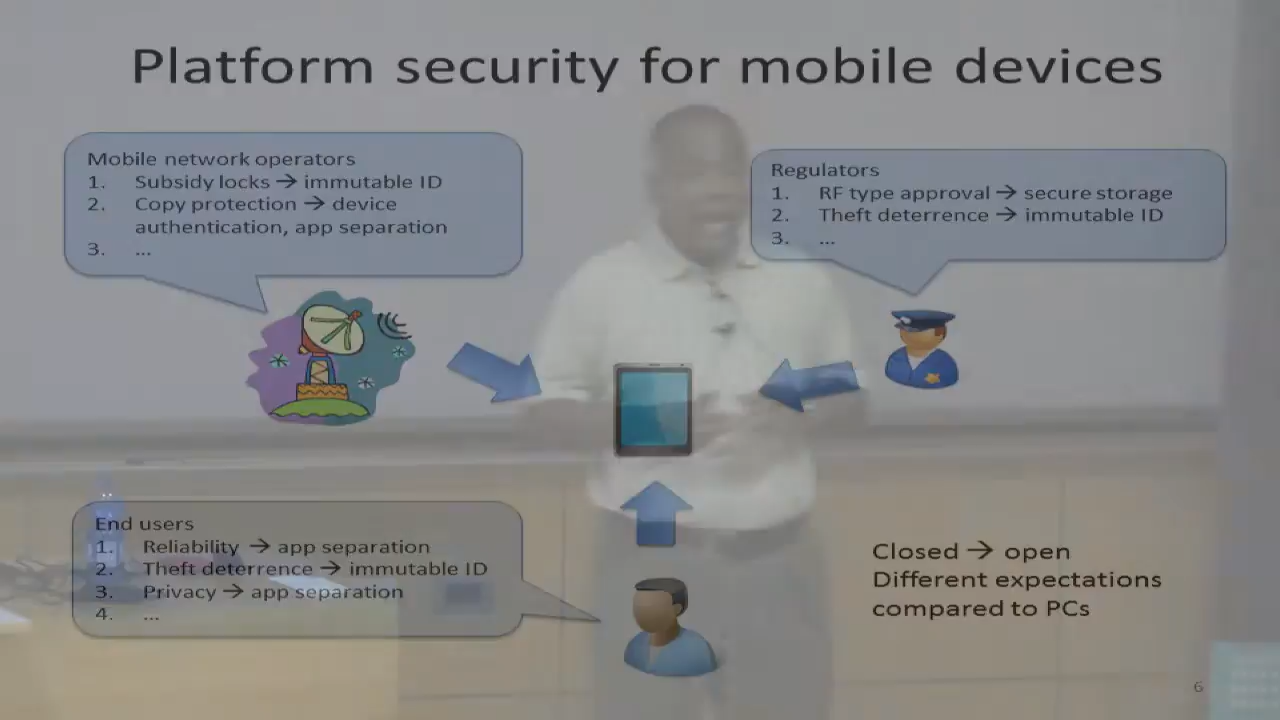 Platform security for mobile devices
Mobile network operators
1. Subsidy locks → immutable ID
2. Copy protection → device
authentication, app separation
3. ...
Regulators
1. RF type approval → secure storage
2. Theft deterrence → immutable ID
3. ...
End users
1. Reliability → app separation
2. Theft deterrence → immutable ID
3. Privacy → app separation
4. ...
Closed → open
Different expectations
compared to PCs
6